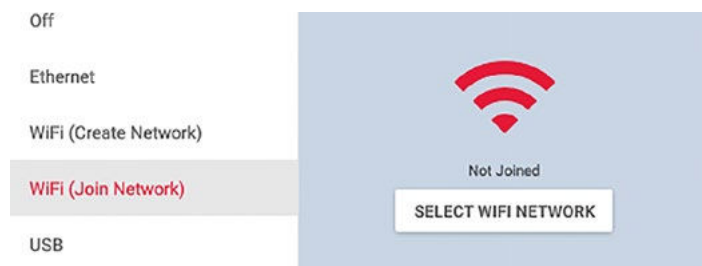 Off
Ethernet
WiFi (Create Network)
WiFi (Join Network)
USB
Not Joined
SELECT WIFI NETWORK